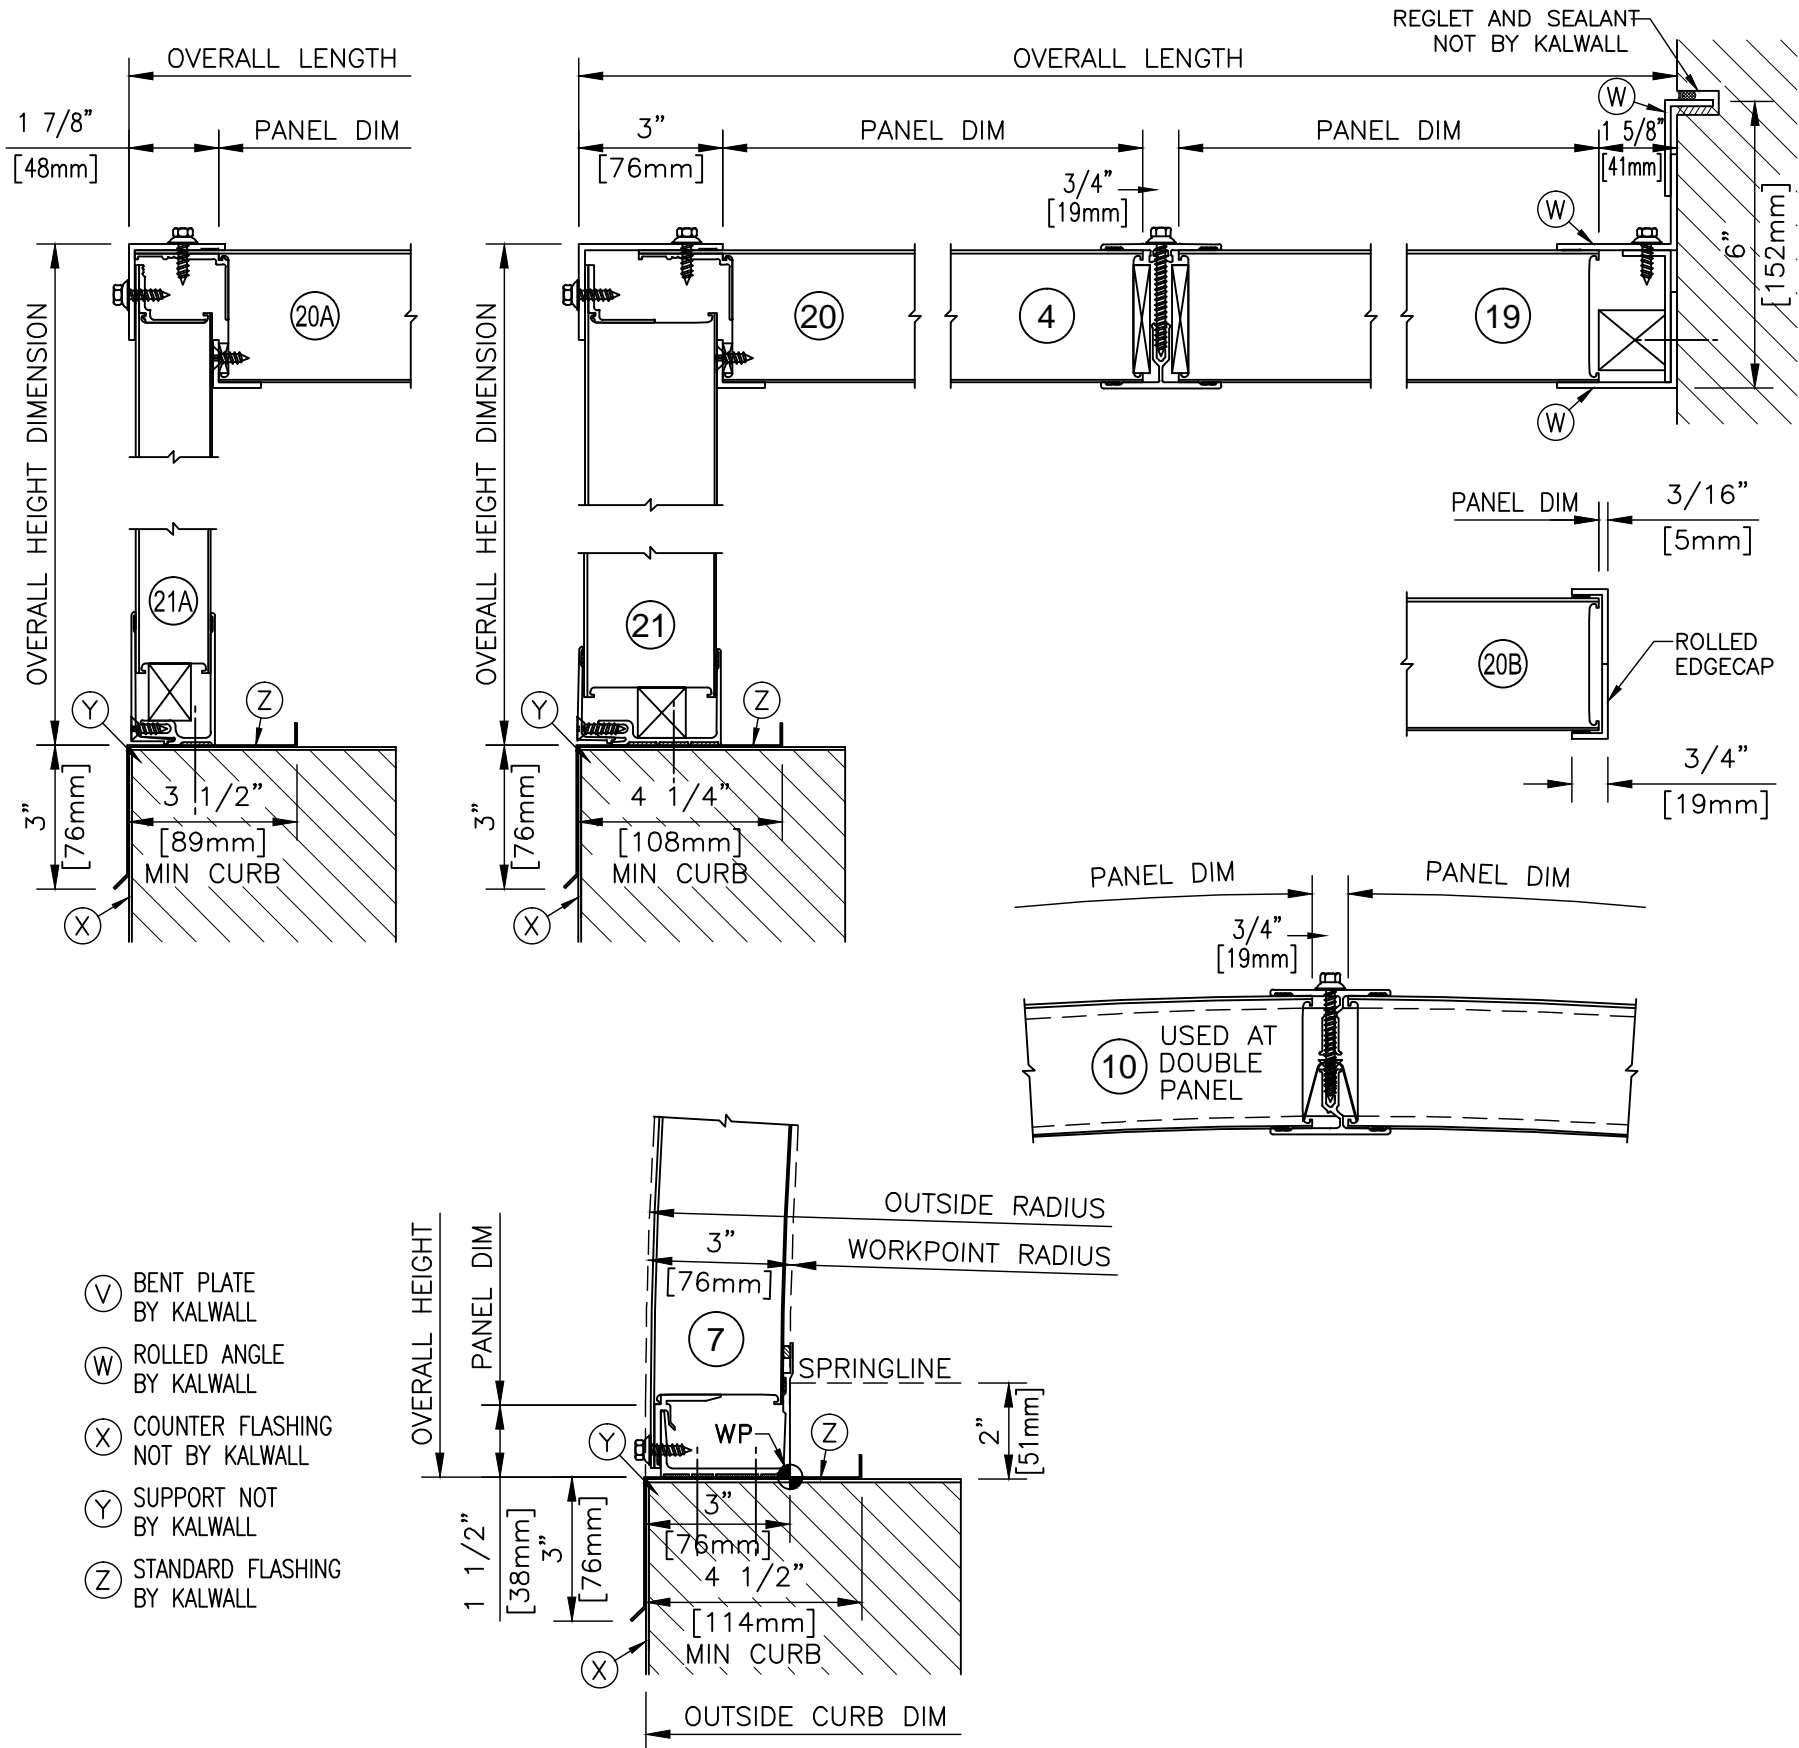 REGLET AND SEALANT
NOT BY KALWALL
OVERALL LENGTH
OVERALL LENGTH
1 7/8"
[48mm]
PANEL DIM
3"
[76mm]
PANEL DIM
3/4"
[19mm]
PANEL DIM
1 5/8"
[41mm]
W
W
W
6"
[152mm]
OVERALL HEIGHT DIMENSION
20A
OVERALL HEIGHT DIMENSION
20
4
19
21A
21
Y
Z
Y
Z
3"
[76mm]
3 1/2"
[89mm]
MIN CURB
X
3"
[76mm]
4 1/4"
[108mm]
MIN CURB
X
PANEL DIM
3/16"
[5mm]
20B
ROLLED
EDGECAP
3/4"
[19mm]
PANEL DIM
PANEL DIM
3/4"
[19mm]
10
USED AT
DOUBLE
PANEL
OUTSIDE RADIUS
3"
[76mm]
WORKPOINT RADIUS
OVERALL HEIGHT
PANEL DIM
7
SPRINGLINE
2"
[51mm]
Y
WP
Z
1 1/2"
[38mm]
3"
[76mm]
3"
[76mm]
4 1/2"
[114mm]
MIN CURB
X
OUTSIDE CURB DIM
V BENT PLATE
BY KALWALL
W ROLLED ANGLE
BY KALWALL
X COUNTER FLASHING
NOT BY KALWALL
Y SUPPORT NOT
BY KALWALL
Z STANDARD FLASHING
BY KALWALL